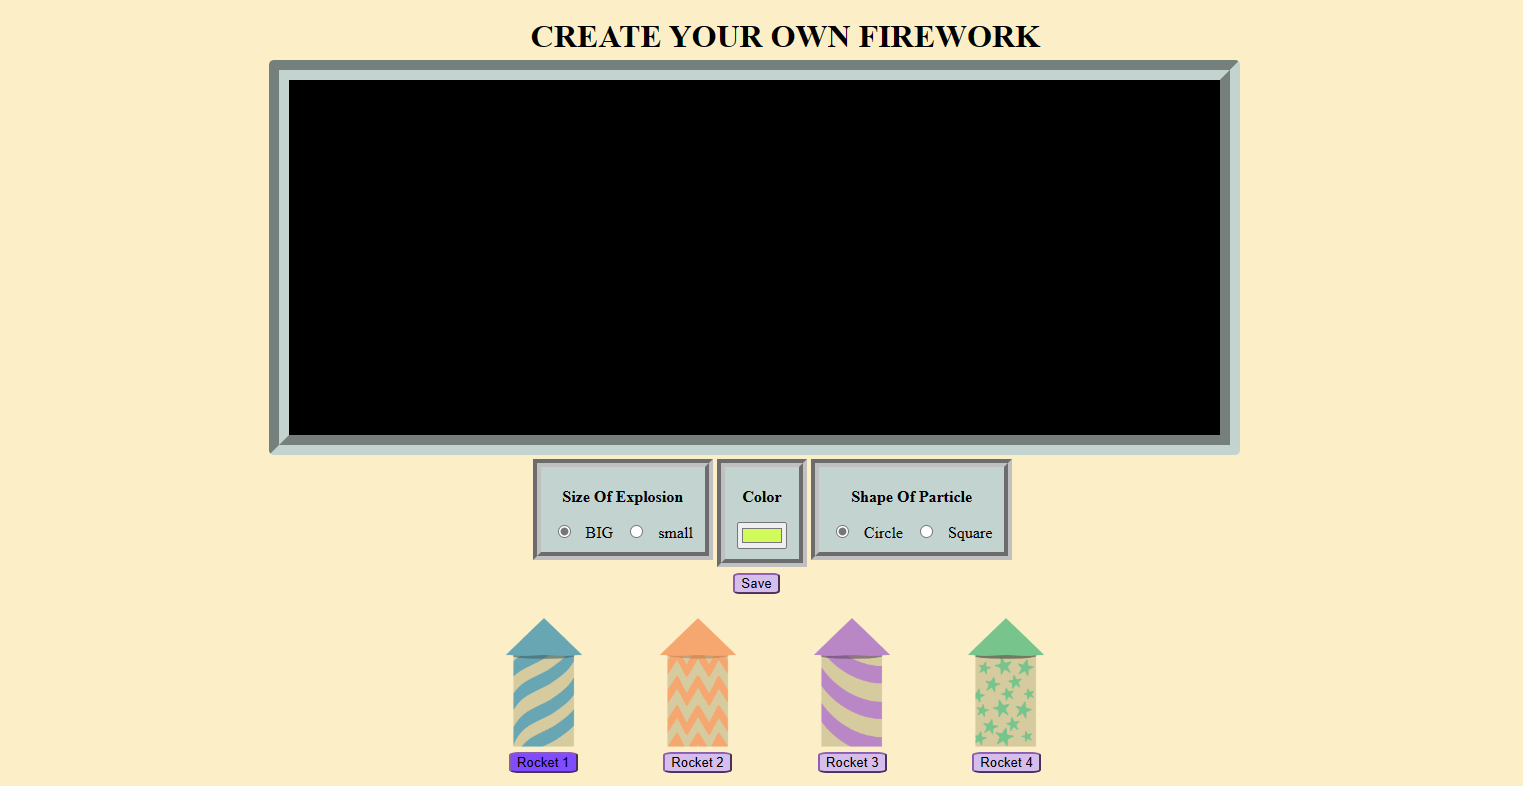 CREATE YOUR OWN FIREWORK
Size Of Explosion
BIG small
Color
Shape Of Particle
Circle Square
Save
Rocket 1 Rocket 2 Rocket 3 Rocket 4